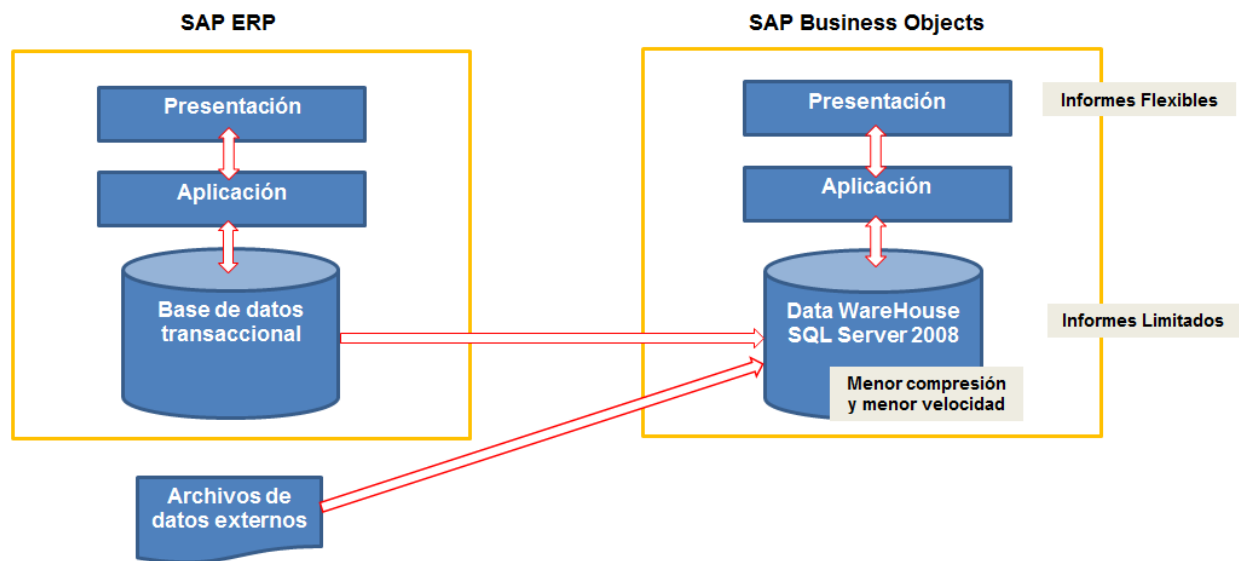 SAP ERP
SAP Business Objects
Presentación
Aplicación
Base de datos
transaccional
Archivos de
datos externos
Presentación
Aplicación
Data WareHouse
SQL Server 2008
Menor compresión
y menor velocidad
Informes Flexibles
Informes Limitados